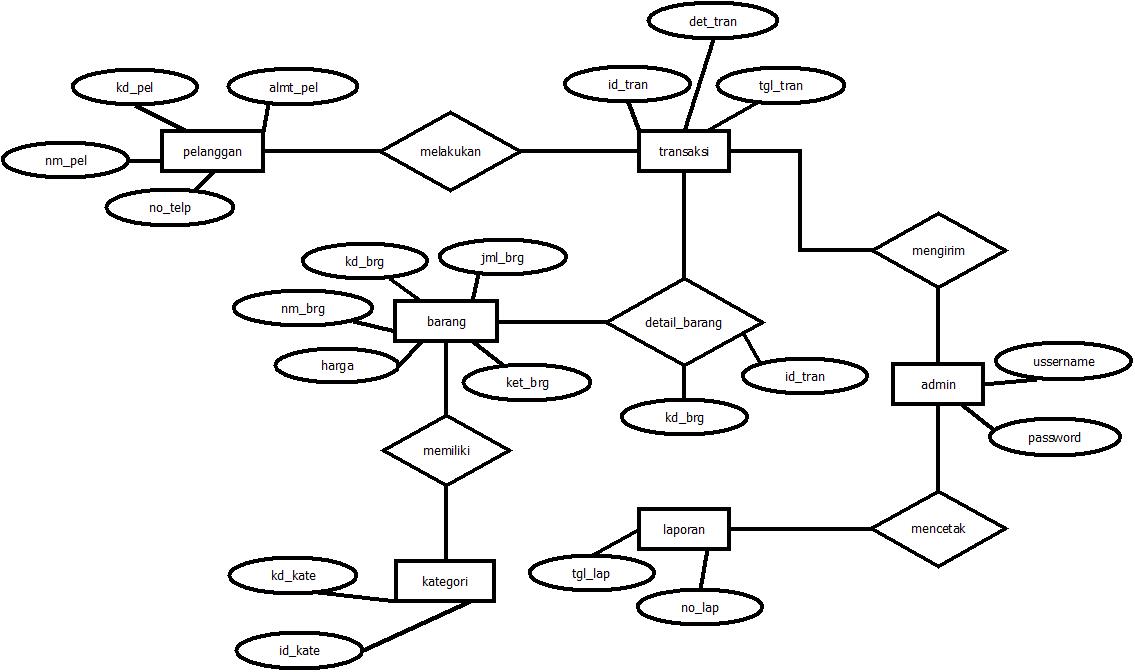 det_tran
kd_pel
almt_pel
id_tran
tgl_tran
nm_pel
pelanggan
melakukan
transaksi
no_telp
kd_brg
jml_brg
mengirim
nm_brg
barang
detail_barang
harga
ket_brg
id_tran
ussername
admin
kd_brg
password
memiliki
laporan
mencetak
kd_kate
kategori
tgl_lap
no_lap
id_kate